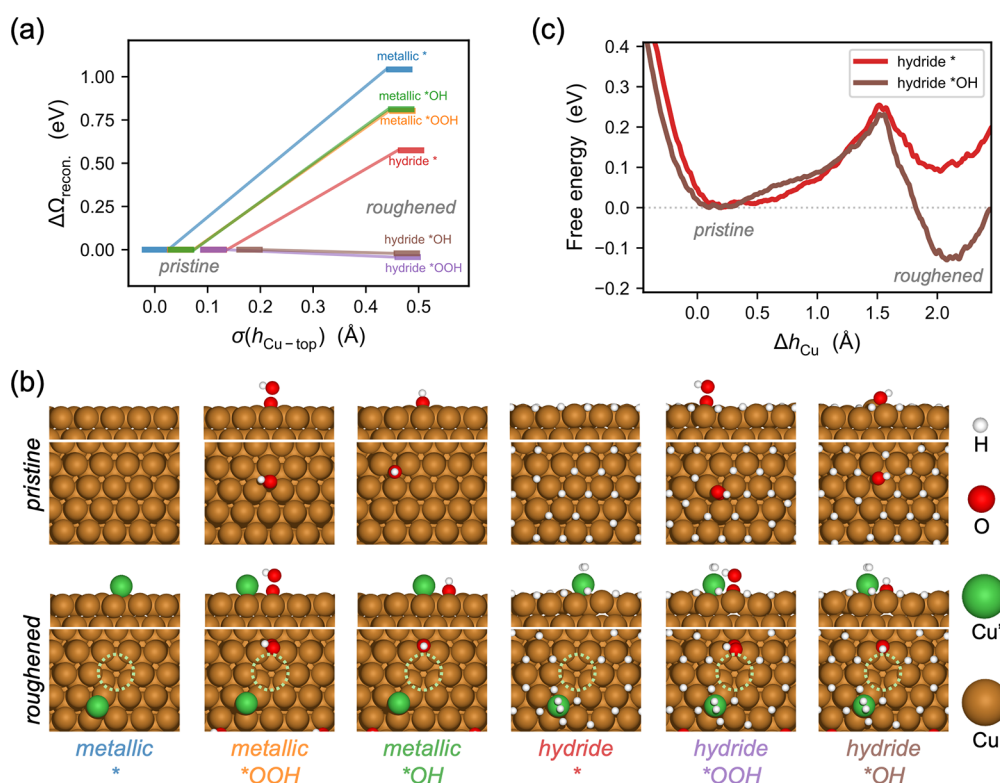 (a)
ΔΩrecon. (eV)
1.00
0.75
0.50
0.25
0.00
metallic *
metallic *OH
metallic *OOH
hydride *
roughened
hydride *OH
hydride *OOH
pristine
0.0 0.1 0.2 0.3 0.4 0.5
σ(hCu−top) (Å)
(c)
Free energy (eV)
0.4
0.3
0.2
0.1
0.0
−0.1
−0.2
hydride *
hydride *OH
pristine
roughened
0.0 0.5 1.0 1.5 2.0
ΔhCu (Å)
(b)
pristine
roughened
H
O
Cu*
Cu
metallic
*
metallic
*OOH
metallic
*OH
hydride
*
hydride
*OOH
hydride
*OH